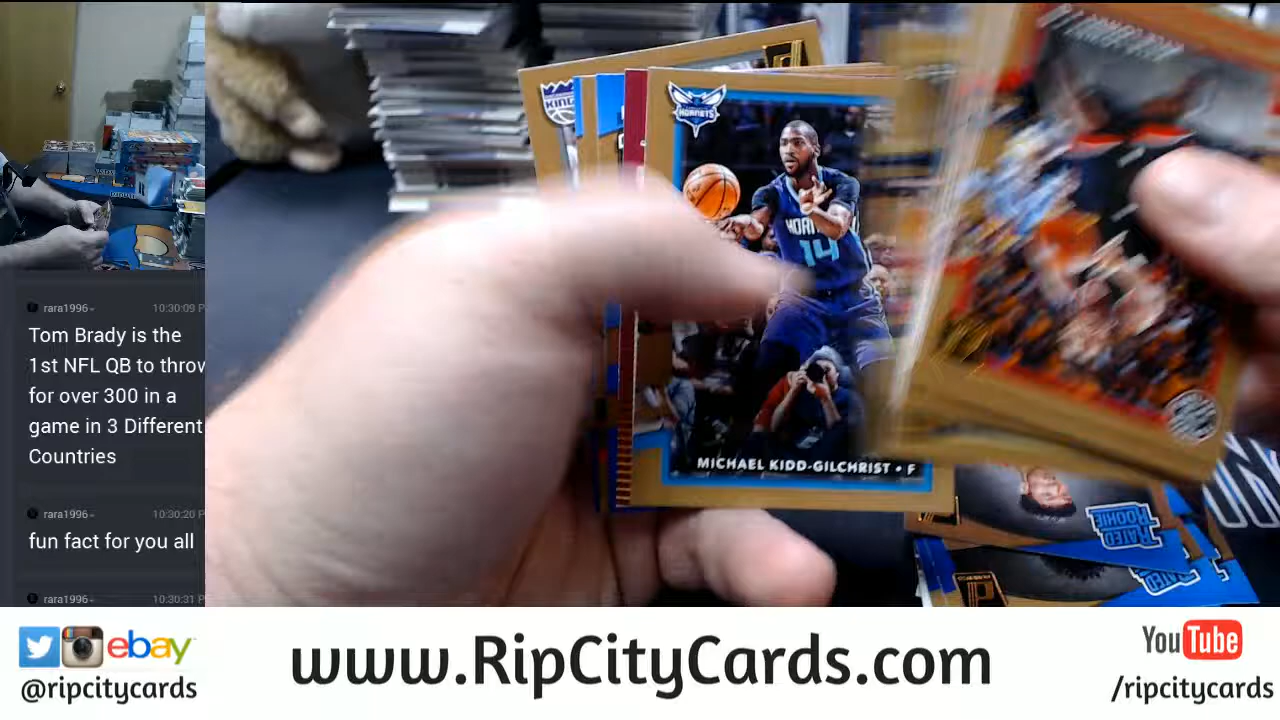 rara1996
10:30:09 P
Tom Brady is the
1st NFL QB to throw
for over 300 in a
game in 3 Different
Countries
rara1996
10:30:20 P
fun fact for you all
rara1996
10:30:31 P
KINGS
HORNETS
14
MICHAEL KIDD-GILCHRIST • F
RATED
ROOKIE
RATED
ebay
@ripcitycards
www.RipCityCards.com
YouTube
/ripcitycards